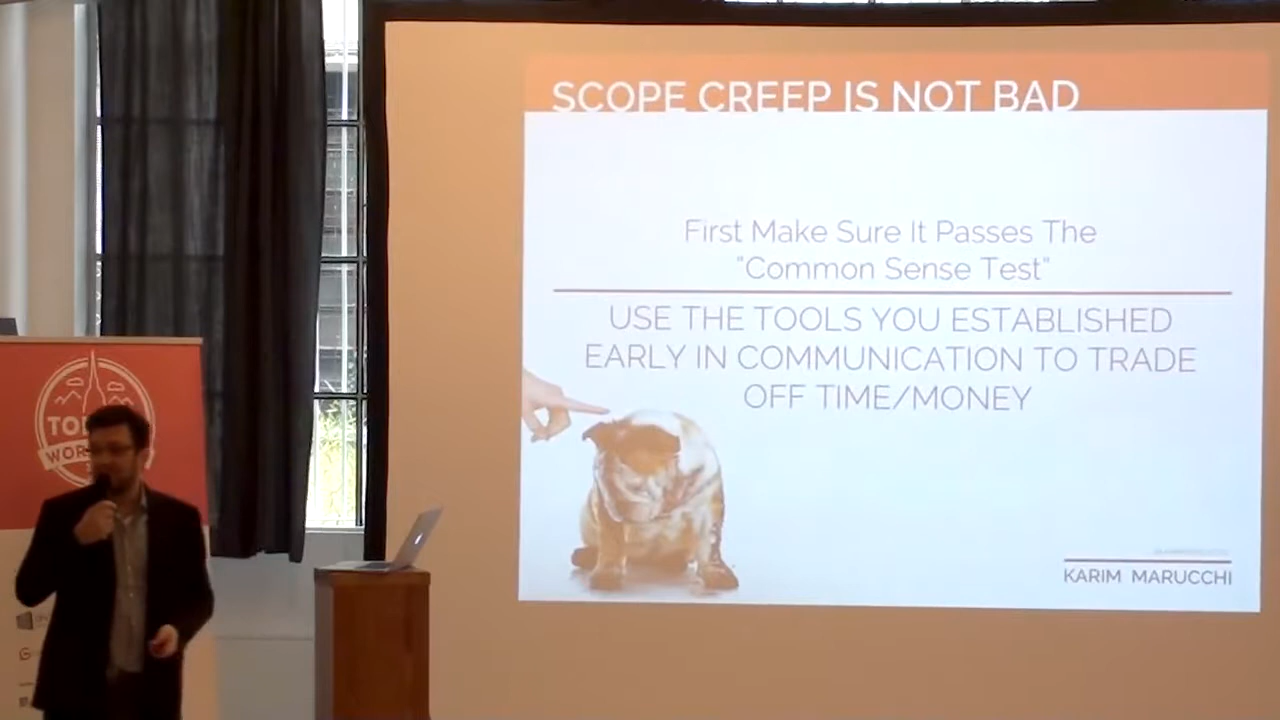 SCOPE CREEP IS NOT BAD
First Make Sure It Passes The
"Common Sense Test"
USE THE TOOLS YOU ESTABLISHED
EARLY IN COMMUNICATION TO TRADE
OFF TIME/MONEY
KARIM MARUCCHI